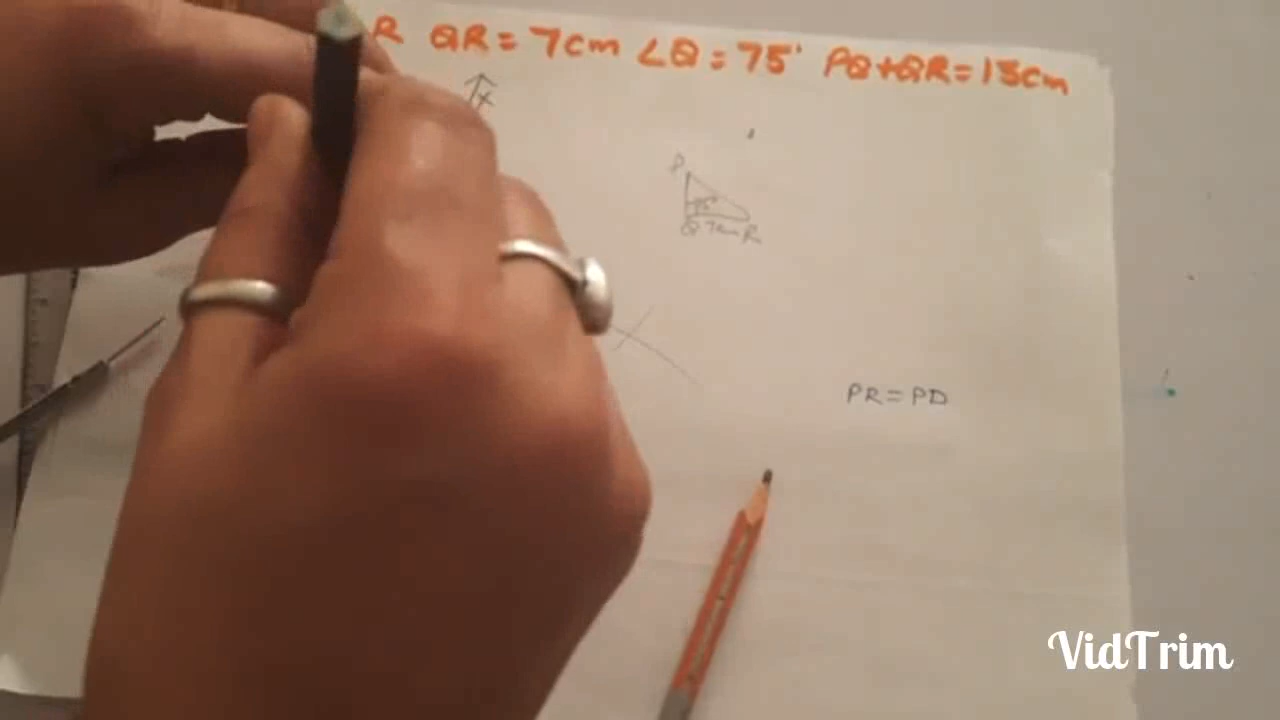 R QR = 7cm ∠Q = 75° PQ+QR = 13cm
x
P
75°
Q 7cm R
PR = PD
VidTrim